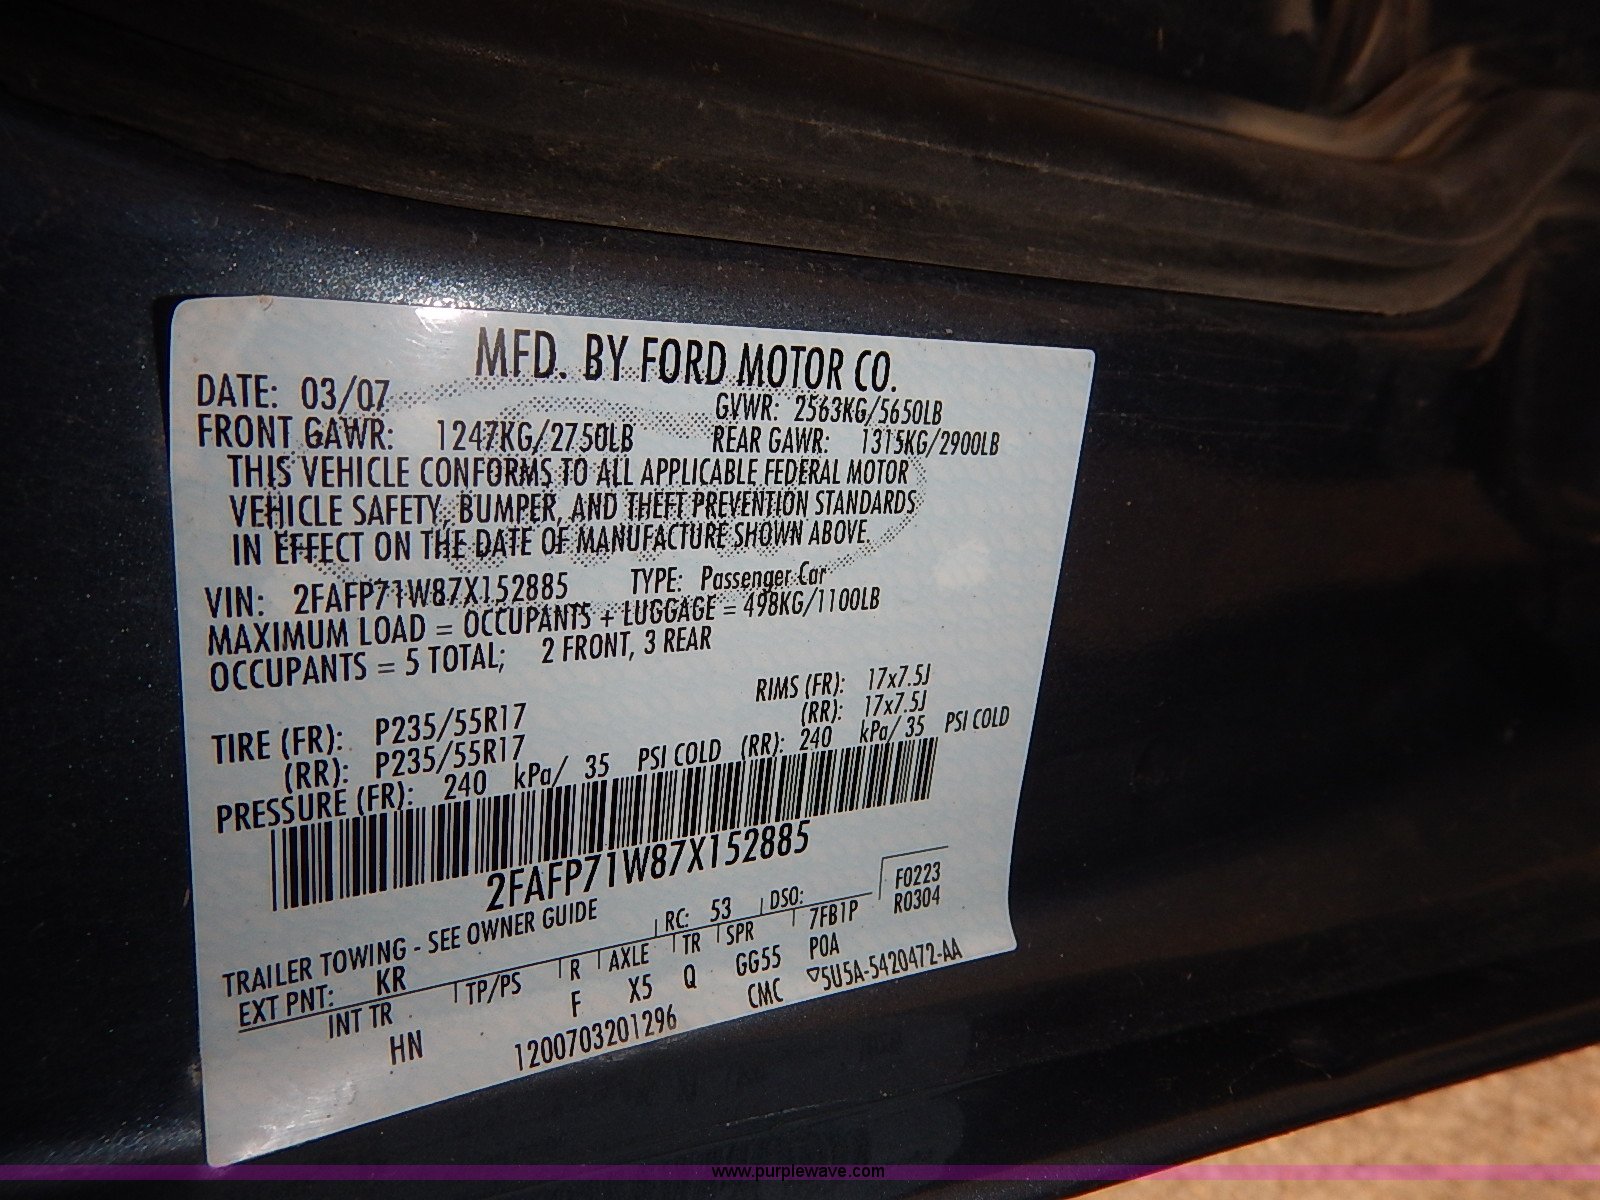 MFD. BY FORD MOTOR CO.
DATE: 03/07 GVWR: 2563KG/5650LB
FRONT GAWR: 1247KG/2750LB REAR GAWR: 1315KG/2900LB
THIS VEHICLE CONFORMS TO ALL APPLICABLE FEDERAL MOTOR
VEHICLE SAFETY, BUMPER, AND THEFT PREVENTION STANDARDS
IN EFFECT ON THE DATE OF MANUFACTURE SHOWN ABOVE.
VIN: 2FAFP71W87X152885 TYPE: Passenger Car
MAXIMUM LOAD = OCCUPANTS + LUGGAGE = 498KG/1100LB
OCCUPANTS = 5 TOTAL; 2 FRONT, 3 REAR
RIMS (FR): 17x7.5J
TIRE (FR): P235/55R17 (RR): 17x7.5J
(RR): P235/55R17
PRESSURE (FR): 240 kPa/ 35 PSI COLD (RR): 240 kPa/ 35 PSI COLD
2FAFP71W87X152885
TRAILER TOWING - SEE OWNER GUIDE
F0223
R0304
EXT PNT: KR RC: 53 DSO:
INT TR TP/PS R AXLE TR SPR 7FB1P
HN F X5 Q GG55 POA
1200703201296 CMC ▽5U5A-5420472-AA
www.purplewave.com